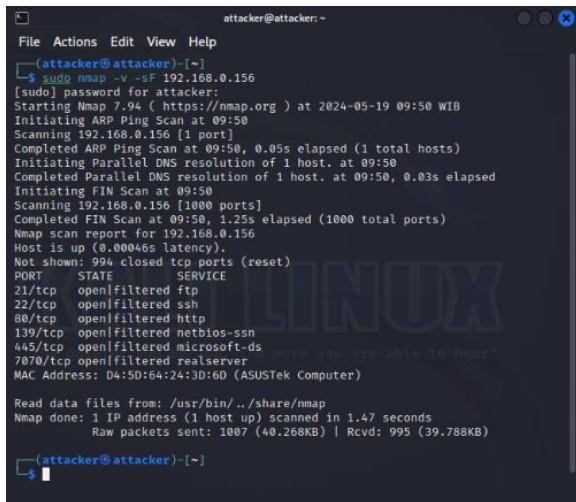 attacker@attacker: ~
File Actions Edit View Help
(attacker㉿attacker)-[~]
$ sudo nmap -v -sF 192.168.0.156
[sudo] password for attacker:
Starting Nmap 7.94 ( https://nmap.org ) at 2024-05-19 09:50 WIB
Initiating ARP Ping Scan at 09:50
Scanning 192.168.0.156 [1 port]
Completed ARP Ping Scan at 09:50, 0.05s elapsed (1 total hosts)
Initiating Parallel DNS resolution of 1 host. at 09:50
Completed Parallel DNS resolution of 1 host. at 09:50, 0.03s elapsed
Initiating FIN Scan at 09:50
Scanning 192.168.0.156 [1000 ports]
Completed FIN Scan at 09:50, 1.25s elapsed (1000 total ports)
Nmap scan report for 192.168.0.156
Host is up (0.00046s latency).
Not shown: 994 closed tcp ports (reset)
PORT STATE SERVICE
21/tcp open|filtered ftp
22/tcp open|filtered ssh
80/tcp open|filtered http
139/tcp open|filtered netbios-ssn
445/tcp open|filtered microsoft-ds
7070/tcp open|filtered realserver
MAC Address: D4:5D:64:24:3D:6D (ASUSTek Computer)
Read data files from: /usr/bin/../share/nmap
Nmap done: 1 IP address (1 host up) scanned in 1.47 seconds
Raw packets sent: 1007 (40.268KB) | Rcvd: 995 (39.788KB)
(attacker㉿attacker)-[~]
$
KALI LINUX
move you are able to hear"